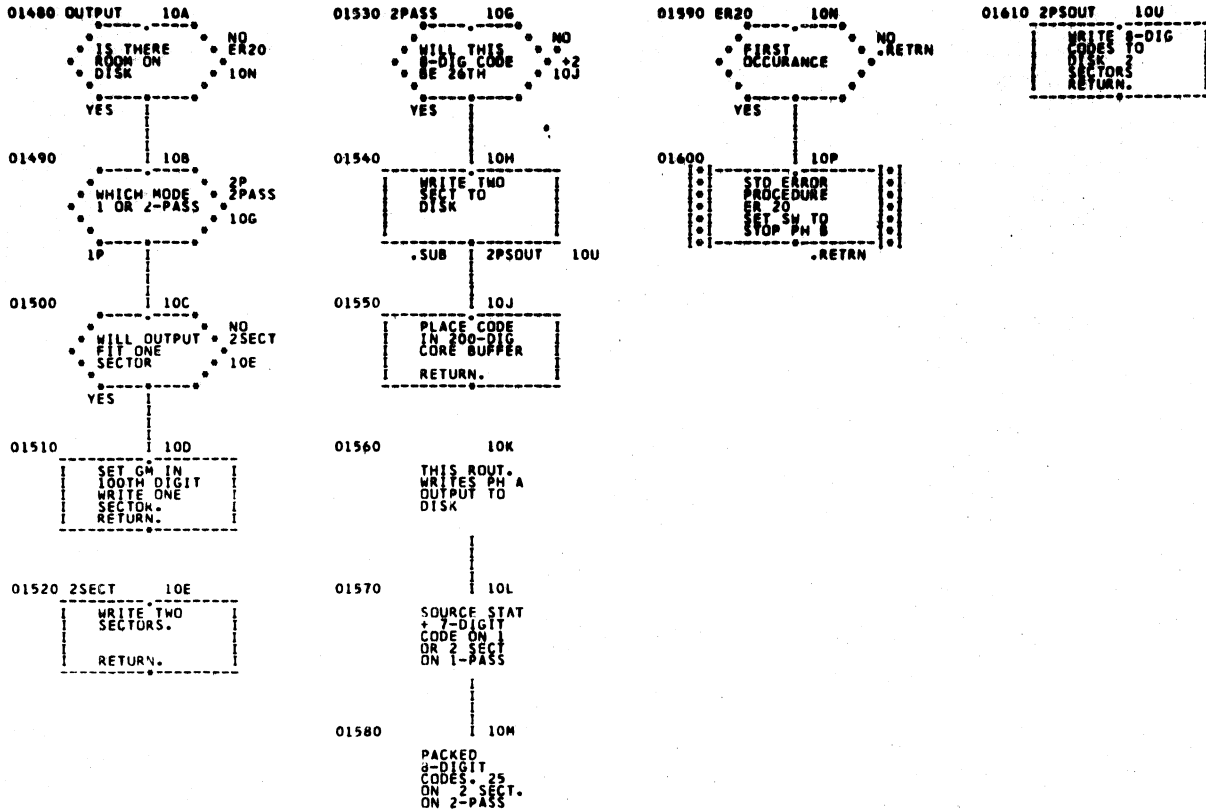 01480 OUTPUT 10A
IS THERE
ROOM ON
DISK
NO
ER20
10N
YES
01490 10B
WHICH MODE
1 OR 2-PASS
2P
2PASS
10G
1P
01500 10C
WILL OUTPUT
FIT ONE
SECTOR
NO
2SECT
10E
YES
01510 10D
SET GM IN
100TH DIGIT
WRITE ONE
SECTOR.
RETURN.
01520 2SECT 10E
WRITE TWO
SECTORS.
RETURN.
01530 2PASS 10G
WILL THIS
8-DIG CODE
BE 26TH
NO
+2
10J
YES
01540 10H
WRITE TWO
SECT TO
DISK
.SUB 2PSOUT 10U
01550 10J
PLACE CODE
IN 200-DIG
CORE BUFFER
RETURN.
01560 10K
THIS ROUT.
WRITES PH A
OUTPUT TO
DISK
01570 10L
SOURCE STAT
+ 7-DIGIT
CODE ON 1
OR 2 SECT
ON 1-PASS
01580 10M
PACKED
8-DIGIT
CODES. 25
ON 2 SECT.
ON 2-PASS
01590 ER20 10N
FIRST
OCCURANCE
NO
.RETRN
YES
01600 10P
STD ERROR
PROCEDURE
ER 20
SET SW TO
STOP PH B
.RETRN
01610 2PSOUT 10U
WRITE 8-DIG
CODES TO
DISK 2
SECTORS
RETURN.